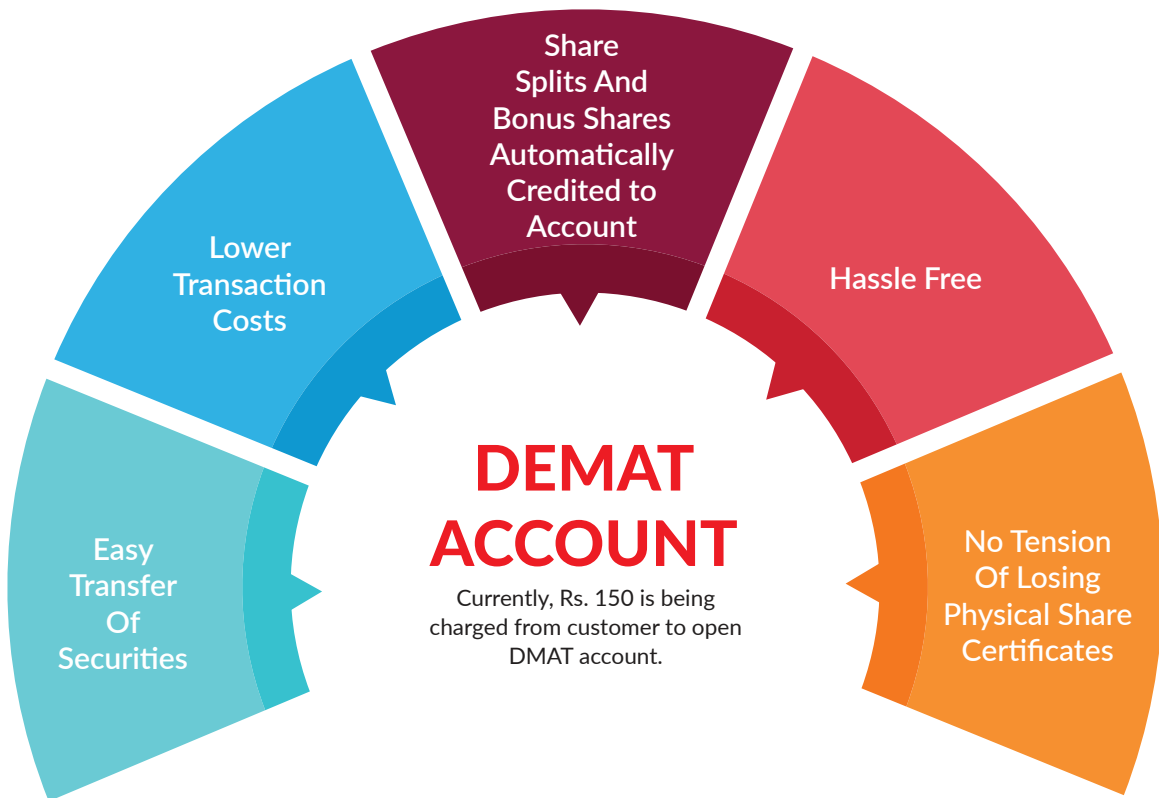 Share
Splits And
Bonus Shares
Automatically
Credited to
Account
Lower
Transaction
Costs
Hassle Free
Easy
Transfer
Of
Securities
DEMAT
ACCOUNT
Currently, Rs. 150 is being
charged from customer to open
DMAT account.
No Tension
Of Losing
Physical Share
Certificates